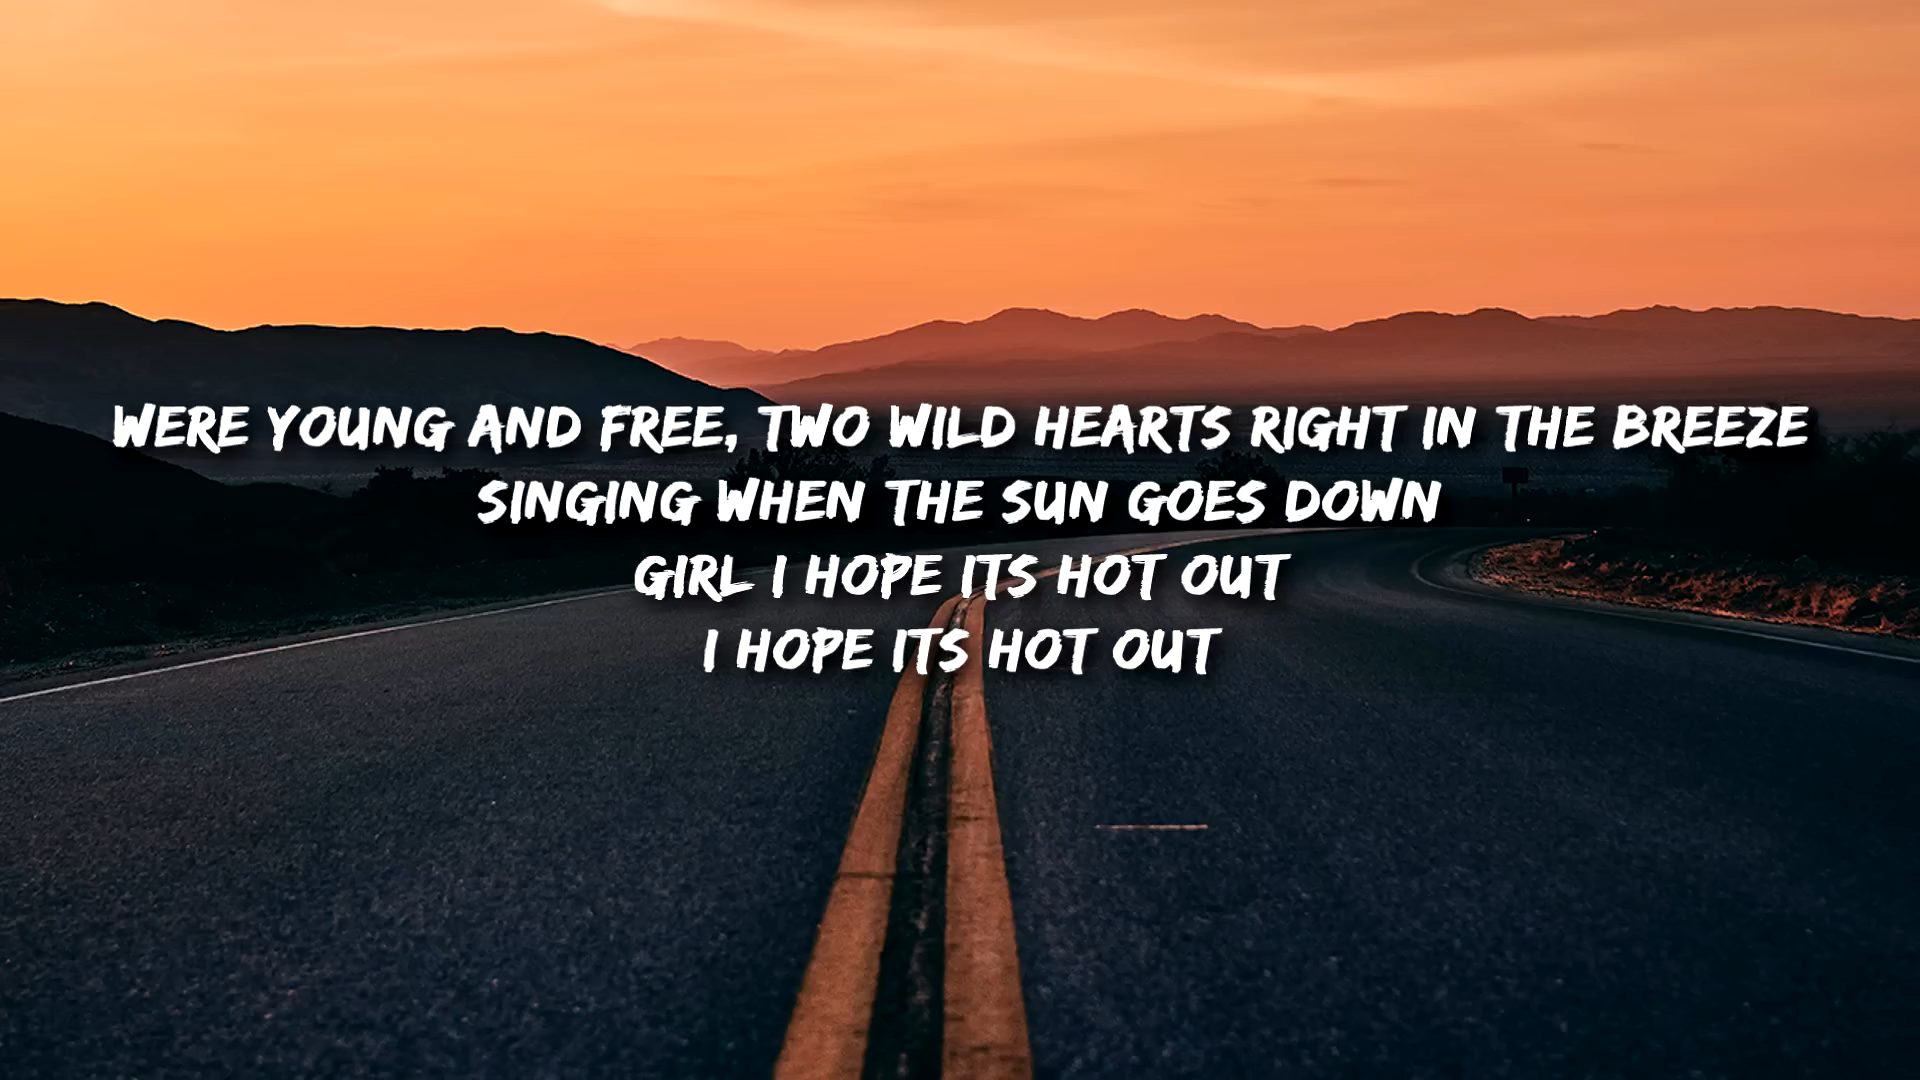 WERE YOUNG AND FREE, TWO WILD HEARTS RIGHT IN THE BREEZE
SINGING WHEN THE SUN GOES DOWN
GIRL I HOPE ITS HOT OUT
I HOPE ITS HOT OUT